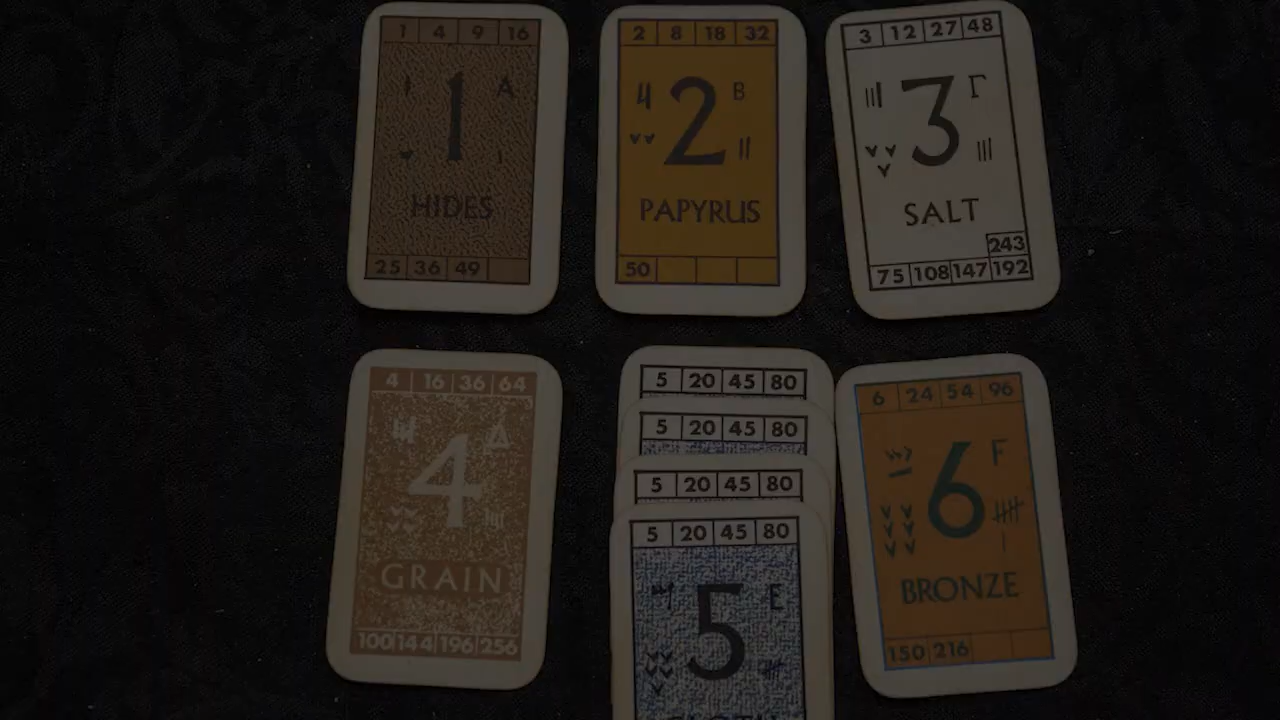 1 4 9 16
1 A
HIDES
25 36 49
2 8 18 32
2 B
PAPYRUS
50
3 12 27 48
3 Γ
SALT
243
75 108 147 192
4 16 36 64
4 Δ
GRAIN
100 144 196 256
5 20 45 80
5 20 45 80
5 20 45 80
5 20 45 80
5 E
6 24 54 96
6 F
BRONZE
150 216